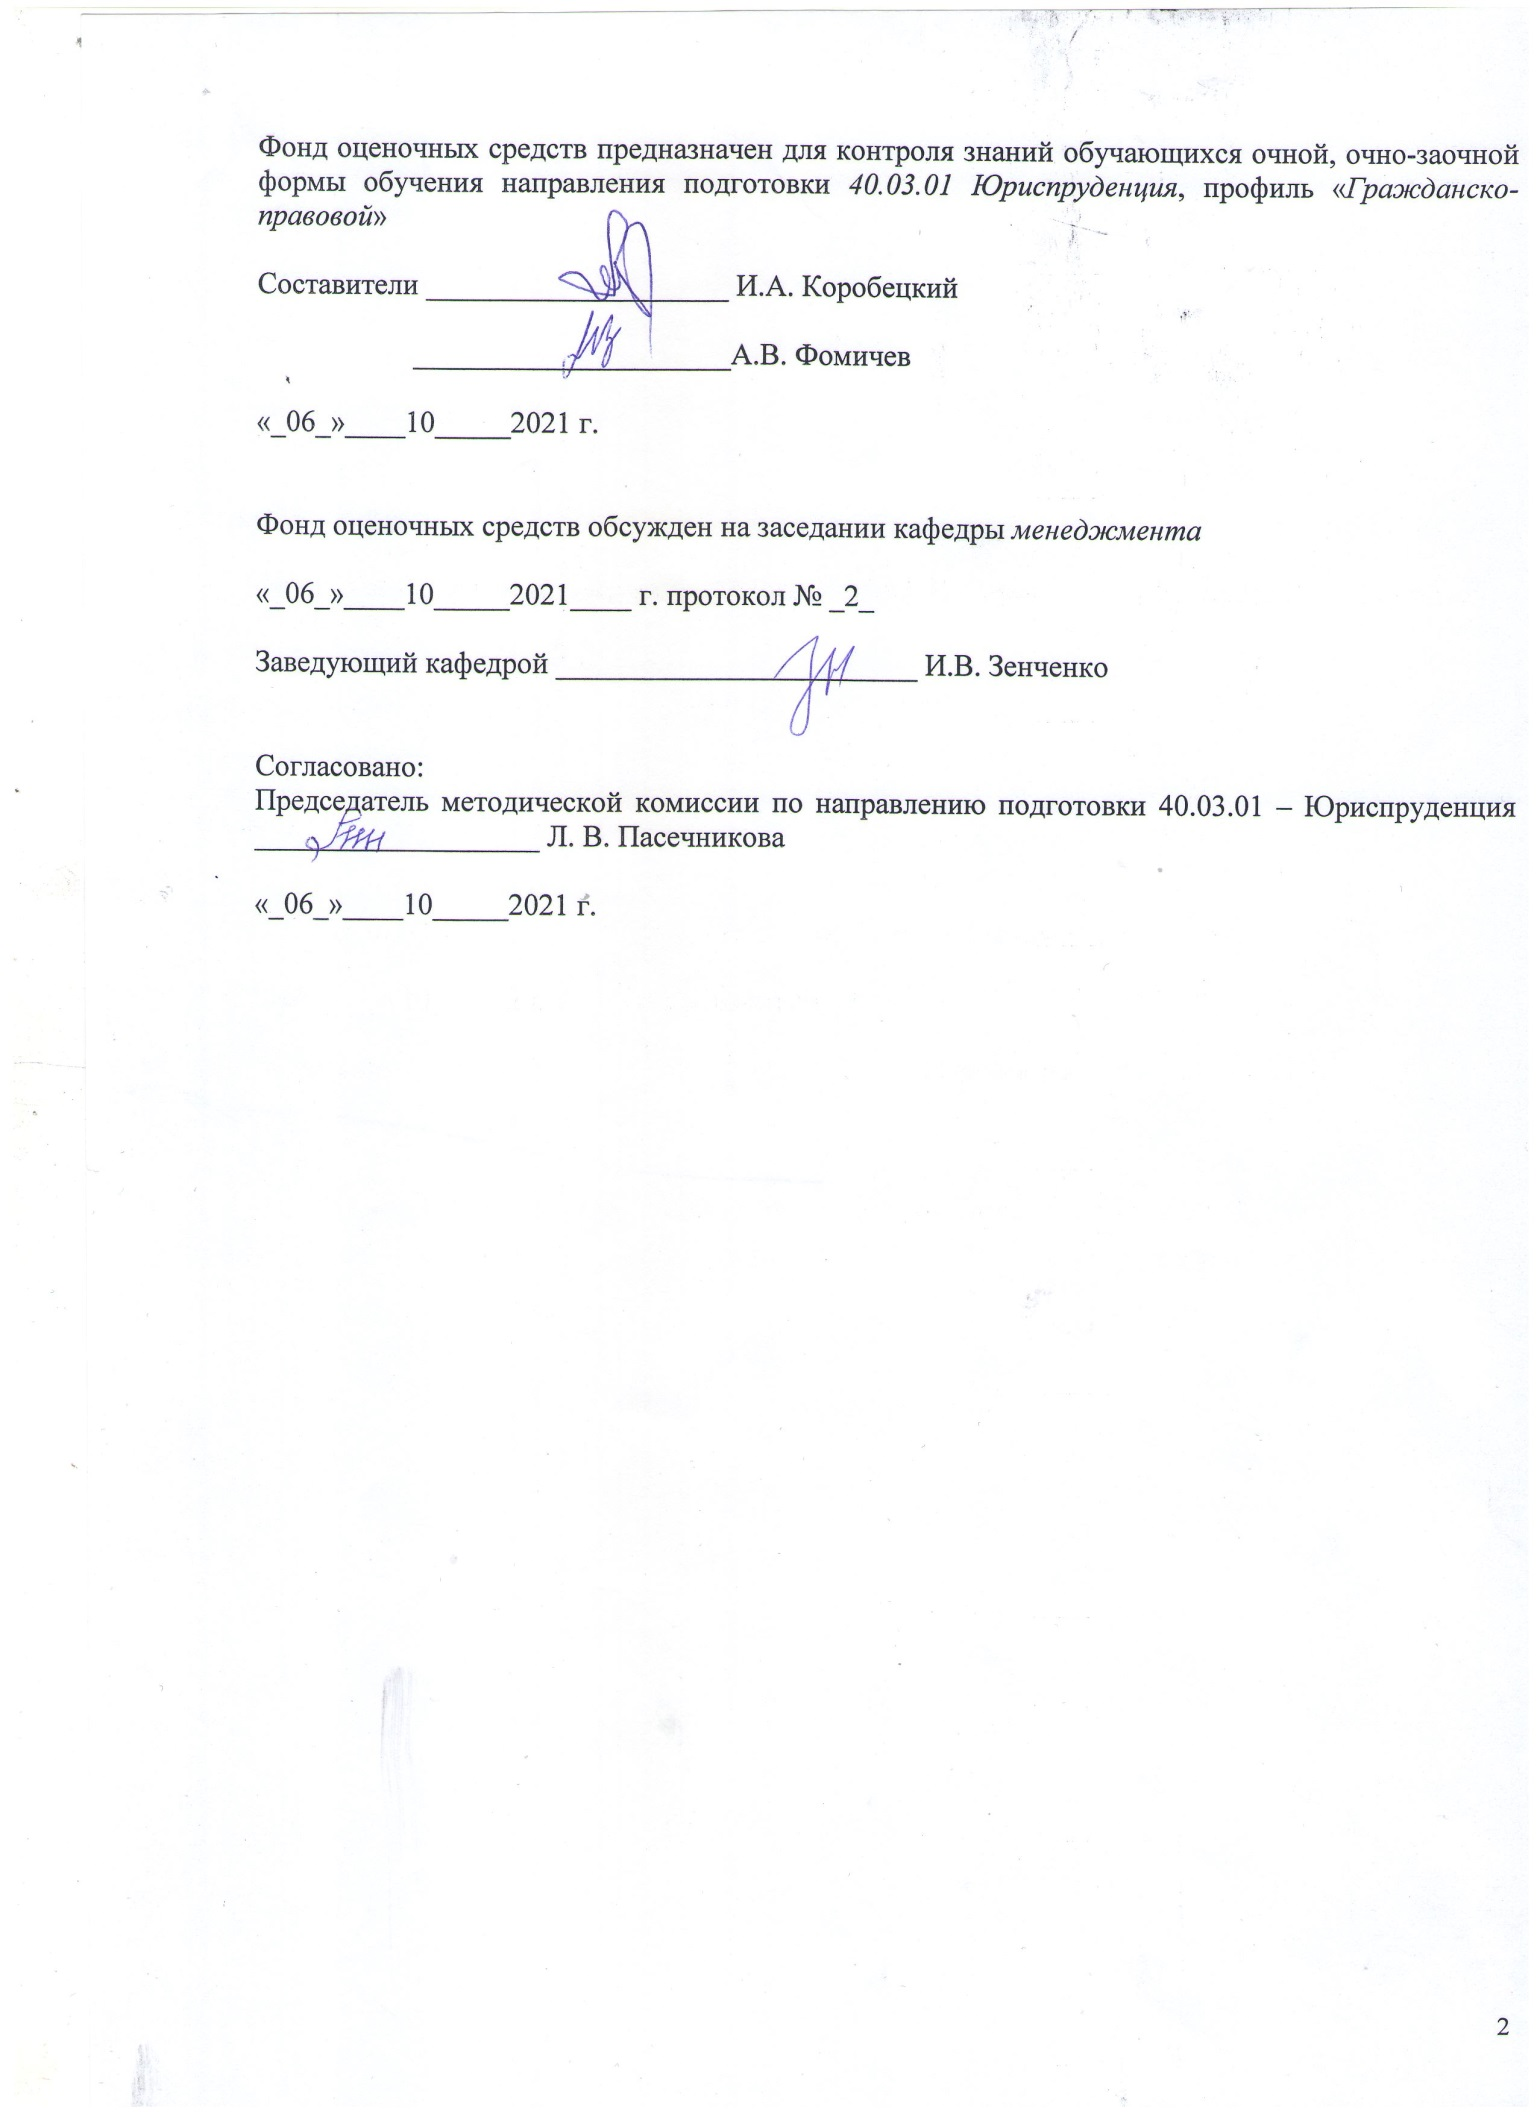 Фонд оценочных средств предназначен для контроля знаний обучающихся очной, очно-заочной
формы обучения направления подготовки 40.03.01 Юриспруденция, профиль «Гражданско-
правовой»
Составители ____________________ И.А. Коробецкий
_____________________А.В. Фомичев
«_06_»____10_____2021 г.
Фонд оценочных средств обсужден на заседании кафедры менеджмента
«_06_»____10_____2021____ г. протокол № _2_
Заведующий кафедрой ________________________ И.В. Зенченко
Согласовано:
Председатель методической комиссии по направлению подготовки 40.03.01 – Юриспруденция
___________________ Л. В. Пасечникова
«_06_»____10_____2021 г.
2